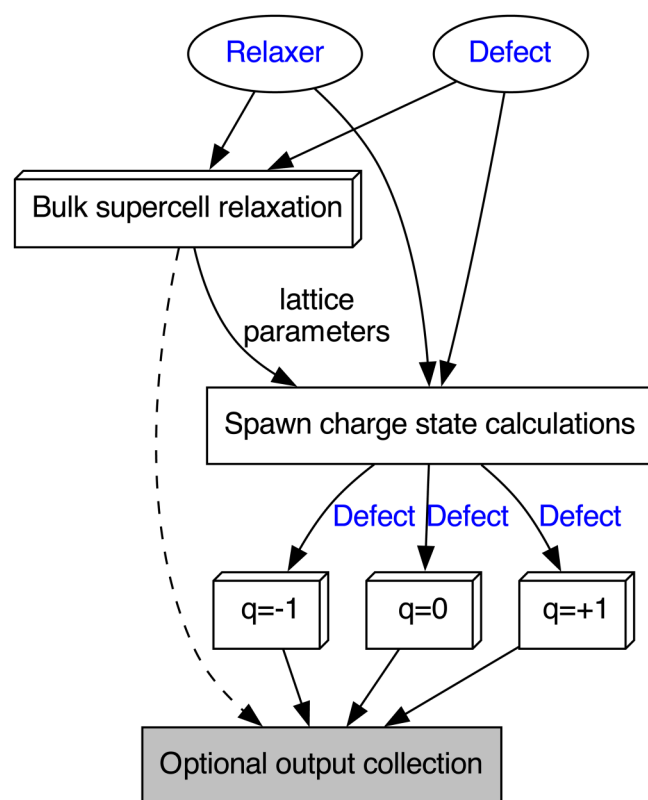 Relaxer
Defect
Bulk supercell relaxation
lattice
parameters
Spawn charge state calculations
Defect
Defect
Defect
q=-1
q=0
q=+1
Optional output collection